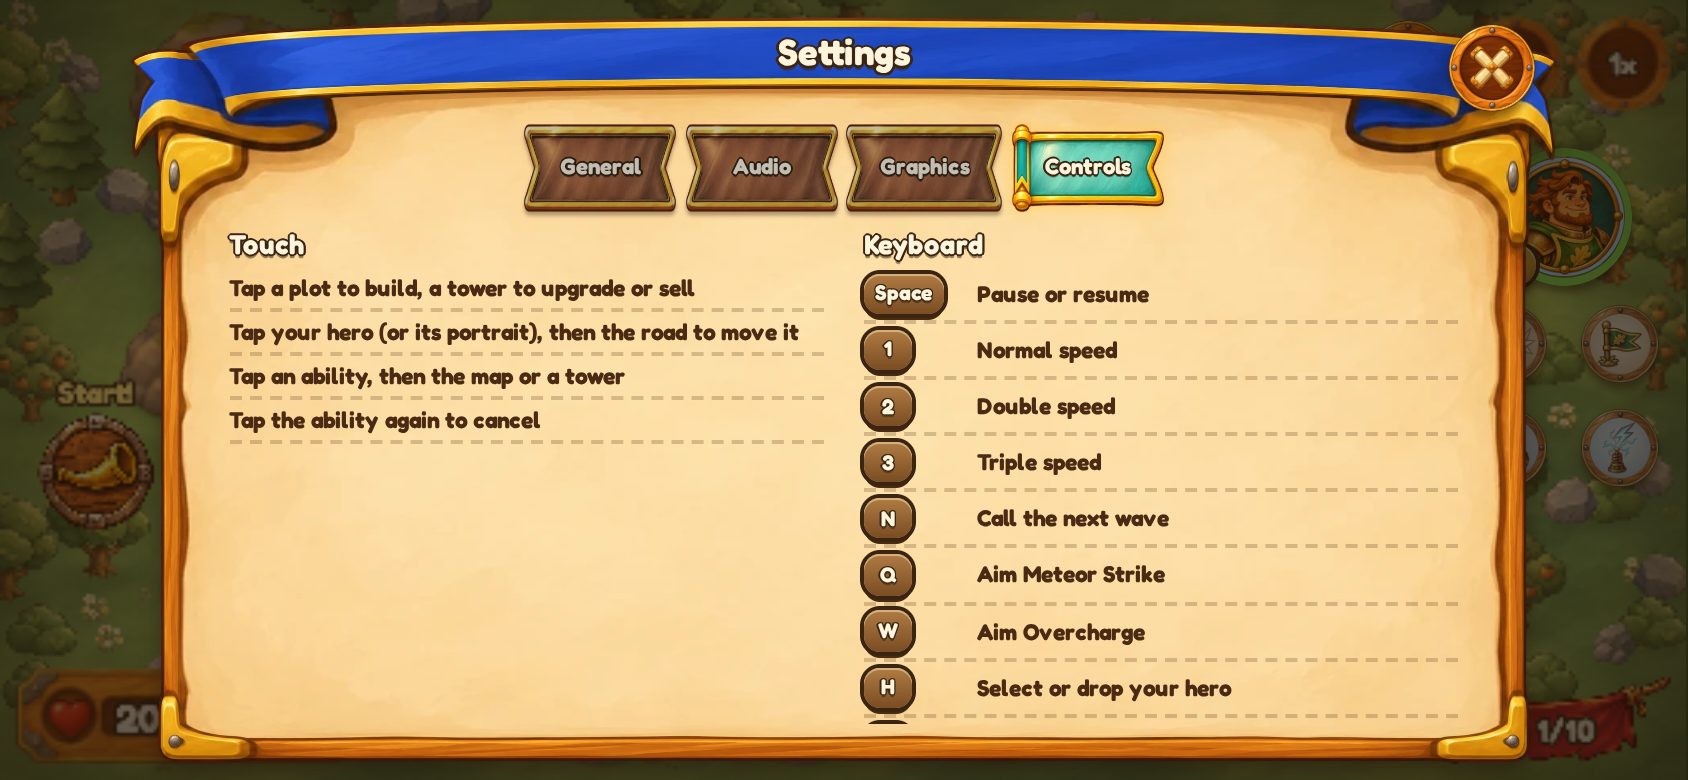 Settings
1x
General
Audio
Graphics
Controls
Touch
Tap a plot to build, a tower to upgrade or sell
Tap your hero (or its portrait), then the road to move it
Tap an ability, then the map or a tower
Tap the ability again to cancel
Keyboard
Space Pause or resume
1 Normal speed
2 Double speed
3 Triple speed
N Call the next wave
Q Aim Meteor Strike
W Aim Overcharge
H Select or drop your hero
Start!
20
1/10